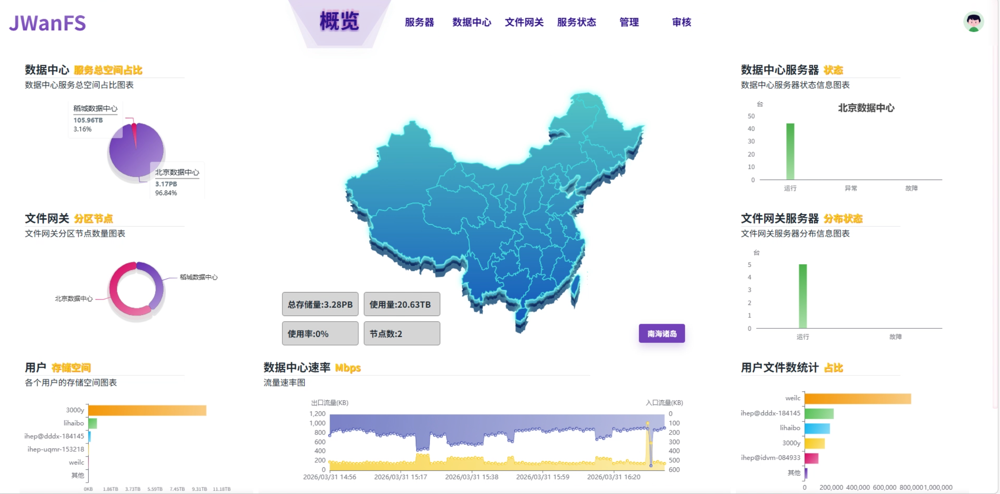 JWanFS
概览
服务器
数据中心
文件网关
服务状态
管理
审核
数据中心 服务总空间占比
数据中心服务总空间占比图表
稻城数据中心
105.96TB
3.16%
北京数据中心
3.17PB
96.84%
文件网关 分区节点
文件网关分区节点数量图表
稻城数据中心
北京数据中心
用户 存储空间
各个用户的存储空间图表
3000y
lihaibo
ihep@dddx-184145
ihep-uqmr-153218
weilc
其他
0KB 1.86TB 3.73TB 5.59TB 7.45TB 9.31TB 11.18TB
总存储量:3.28PB
使用量:20.63TB
使用率:0%
节点数:2
南海诸岛
数据中心速率 Mbps
流量速率图
出口流量(KB)
入口流量(KB)
1,200
1,000
800
600
400
200
0
0
100
200
300
400
500
600
2026/03/31 14:56
2026/03/31 15:17
2026/03/31 15:38
2026/03/31 15:59
2026/03/31 16:20
数据中心服务器 状态
数据中心服务器状态信息图表
台
北京数据中心
50
40
30
20
10
0
运行
异常
故障
文件网关服务器 分布状态
文件网关服务器分布信息图表
台
5
4
3
2
1
0
运行
故障
用户文件数统计 占比
weilc
ihep@dddx-184145
lihaibo
3000y
ihep@idvm-084933
其他
0 200,000 400,000 600,000 800,000 1,000,000